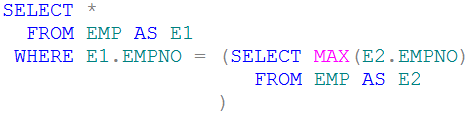 SELECT *
FROM EMP AS E1
WHERE E1.EMPNO = (SELECT MAX(E2.EMPNO)
FROM EMP AS E2
)